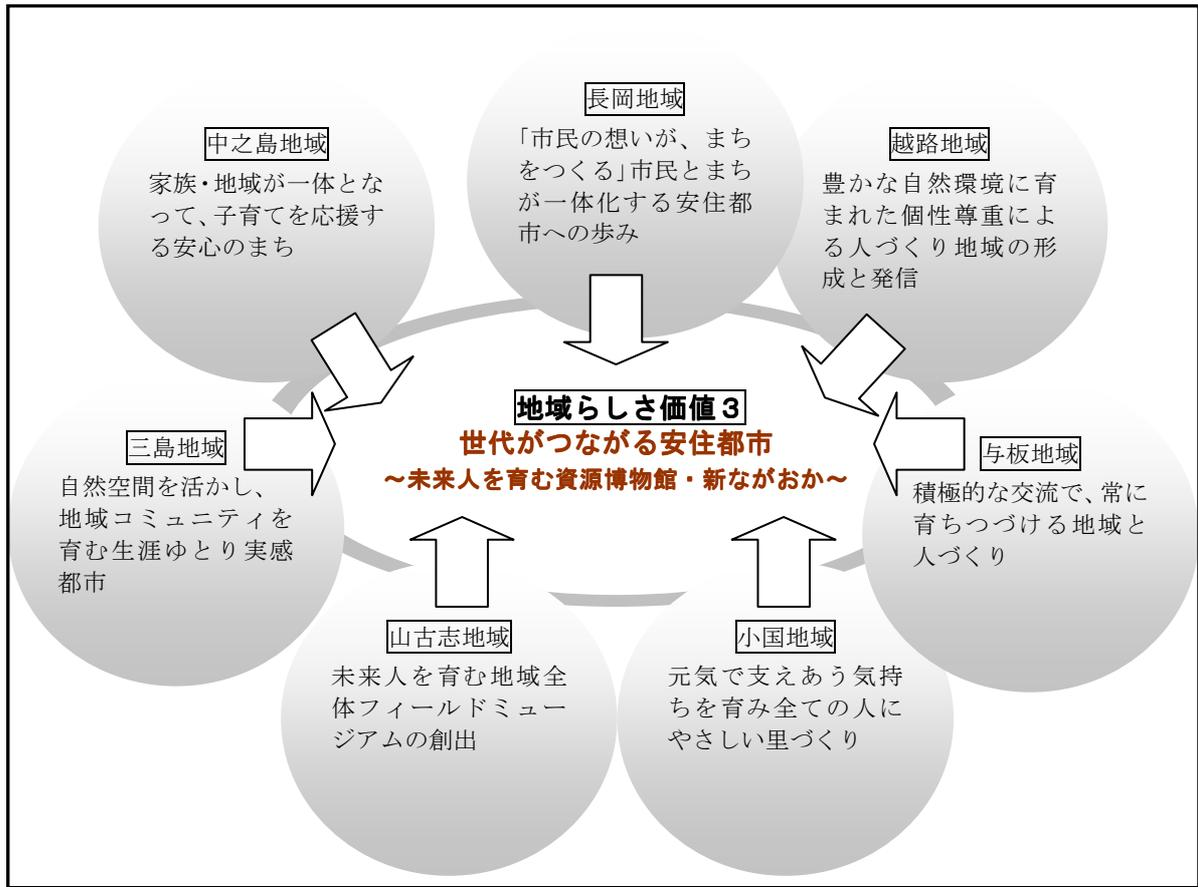 長岡地域
「市民の想いが、まち
をつくる」市民とまち
が一体化する安住都
市への歩み
中之島地域
家族・地域が一体とな
って、子育てを応援す
る安心のまち
越路地域
豊かな自然環境に育
まれた個性尊重によ
る人づくり地域の形
成と発信
地域らしさ価値３
世代がつながる安住都市
～未来人を育む資源博物館・新ながおか～
三島地域
自然空間を活かし、
地域コミュニティを
育む生涯ゆとり実感
都市
与板地域
積極的な交流で、常に
育ちつづける地域と
人づくり
山古志地域
未来人を育む地域全
体フィールドミュー
ジアムの創出
小国地域
元気で支えあう気持
ちを育み全ての人に
やさしい里づくり